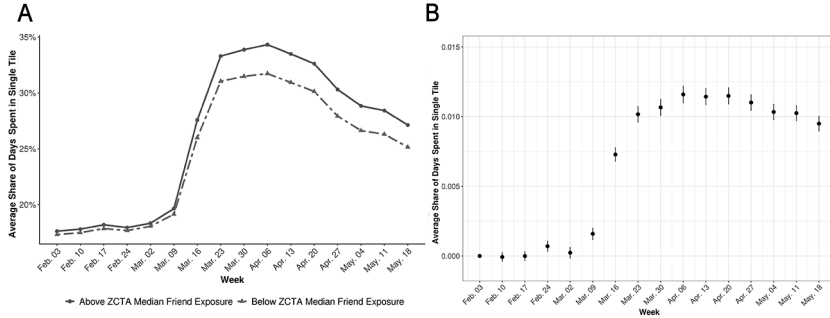 A
Average Share of Days Spent in Single Tile
35%
30%
25%
20%
Feb. 03
Feb. 10
Feb. 17
Feb. 24
Mar. 02
Mar. 09
Mar. 16
Mar. 23
Mar. 30
Apr. 06
Apr. 13
Apr. 20
Apr. 27
May. 04
May. 11
May. 18
Week
Above ZCTA Median Friend Exposure
Below ZCTA Median Friend Exposure
B
Average Share of Days Spent in Single Tile
0.015
0.010
0.005
0.000
Feb. 03
Feb. 10
Feb. 17
Feb. 24
Mar. 02
Mar. 09
Mar. 16
Mar. 23
Mar. 30
Apr. 06
Apr. 13
Apr. 20
Apr. 27
May. 04
May. 11
May. 18
Week